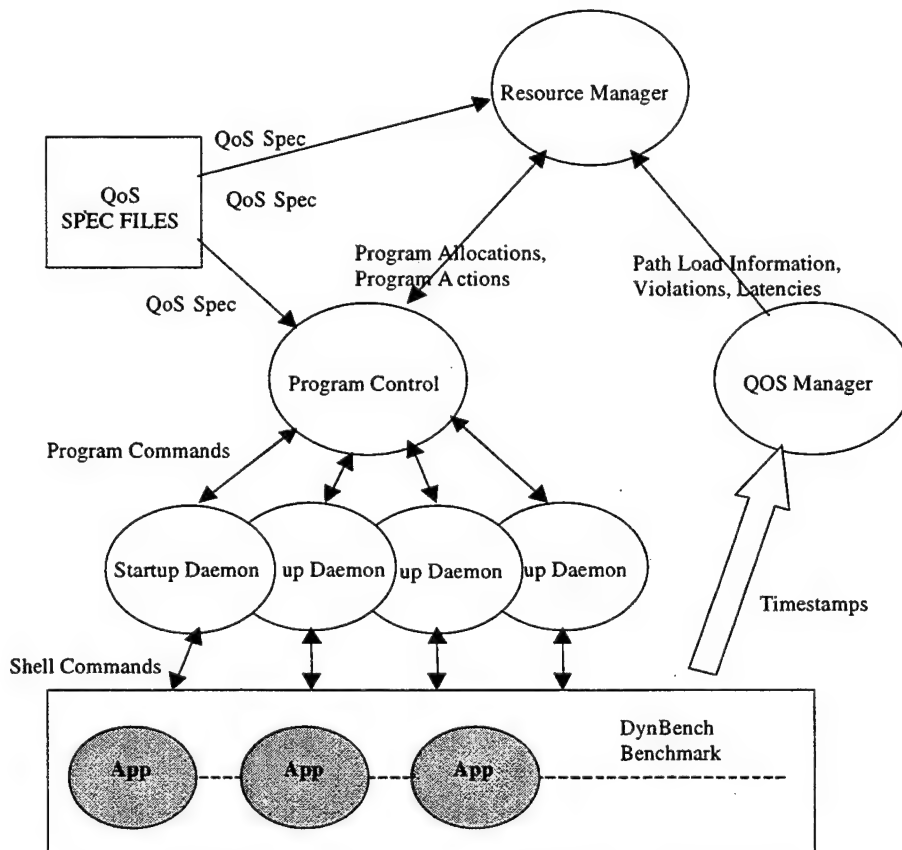 Resource Manager
QoS Spec
QoS
SPEC FILES
QoS Spec
Program Allocations,
Program Actions
Path Load Information,
Violations, Latencies
QoS Spec
Program Control
QOS Manager
Program Commands
Startup Daemon
up Daemon
up Daemon
up Daemon
Timestamps
Shell Commands
DynBench
Benchmark
App
App
App